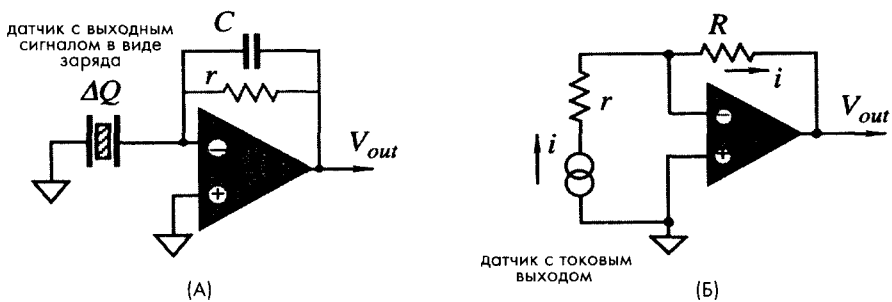 датчик с выходным
сигналом в виде
заряда
ΔQ
C
r
V_out
(А)
R
i
r
i
V_out
датчик с токовым
выходом
(Б)